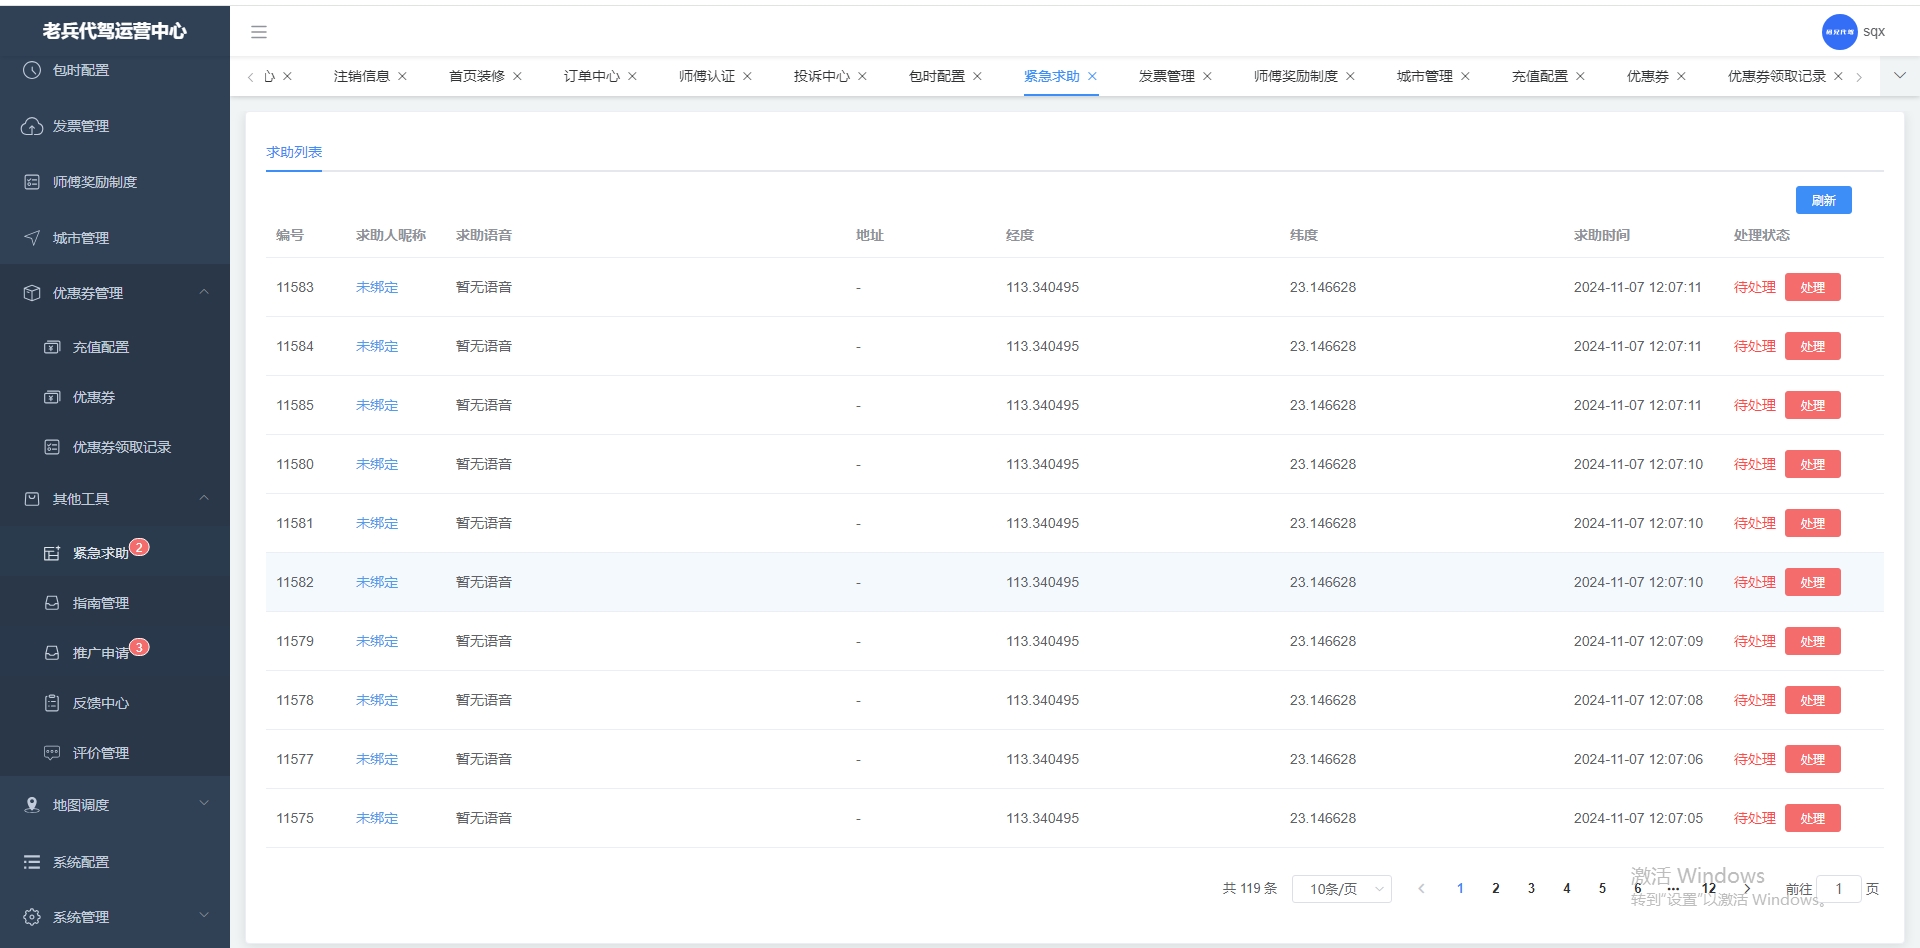 老兵代驾运营中心
sqx
注销信息 首页装修 订单中心 师傅认证 投诉中心 包时配置 紧急求助 发票管理 师傅奖励制度 城市管理 充值配置 优惠券 优惠券领取记录
包时配置
发票管理
师傅奖励制度
城市管理
优惠券管理
充值配置
优惠券
优惠券领取记录
其他工具
紧急求助 2
指南管理
推广申请 3
反馈中心
评价管理
地图调度
系统配置
系统管理
求助列表
刷新
编号 求助人昵称 求助语音 地址 经度 纬度 求助时间 处理状态
11583 未绑定 暂无语音 - 113.340495 23.146628 2024-11-07 12:07:11 待处理 处理
11584 未绑定 暂无语音 - 113.340495 23.146628 2024-11-07 12:07:11 待处理 处理
11585 未绑定 暂无语音 - 113.340495 23.146628 2024-11-07 12:07:11 待处理 处理
11580 未绑定 暂无语音 - 113.340495 23.146628 2024-11-07 12:07:10 待处理 处理
11581 未绑定 暂无语音 - 113.340495 23.146628 2024-11-07 12:07:10 待处理 处理
11582 未绑定 暂无语音 - 113.340495 23.146628 2024-11-07 12:07:10 待处理 处理
11579 未绑定 暂无语音 - 113.340495 23.146628 2024-11-07 12:07:09 待处理 处理
11578 未绑定 暂无语音 - 113.340495 23.146628 2024-11-07 12:07:08 待处理 处理
11577 未绑定 暂无语音 - 113.340495 23.146628 2024-11-07 12:07:06 待处理 处理
11575 未绑定 暂无语音 - 113.340495 23.146628 2024-11-07 12:07:05 待处理 处理
共 119 条 10条/页 1 2 3 4 5 6 ... 12 前往 1 页
激活 Windows
转到“设置”以激活 Windows。